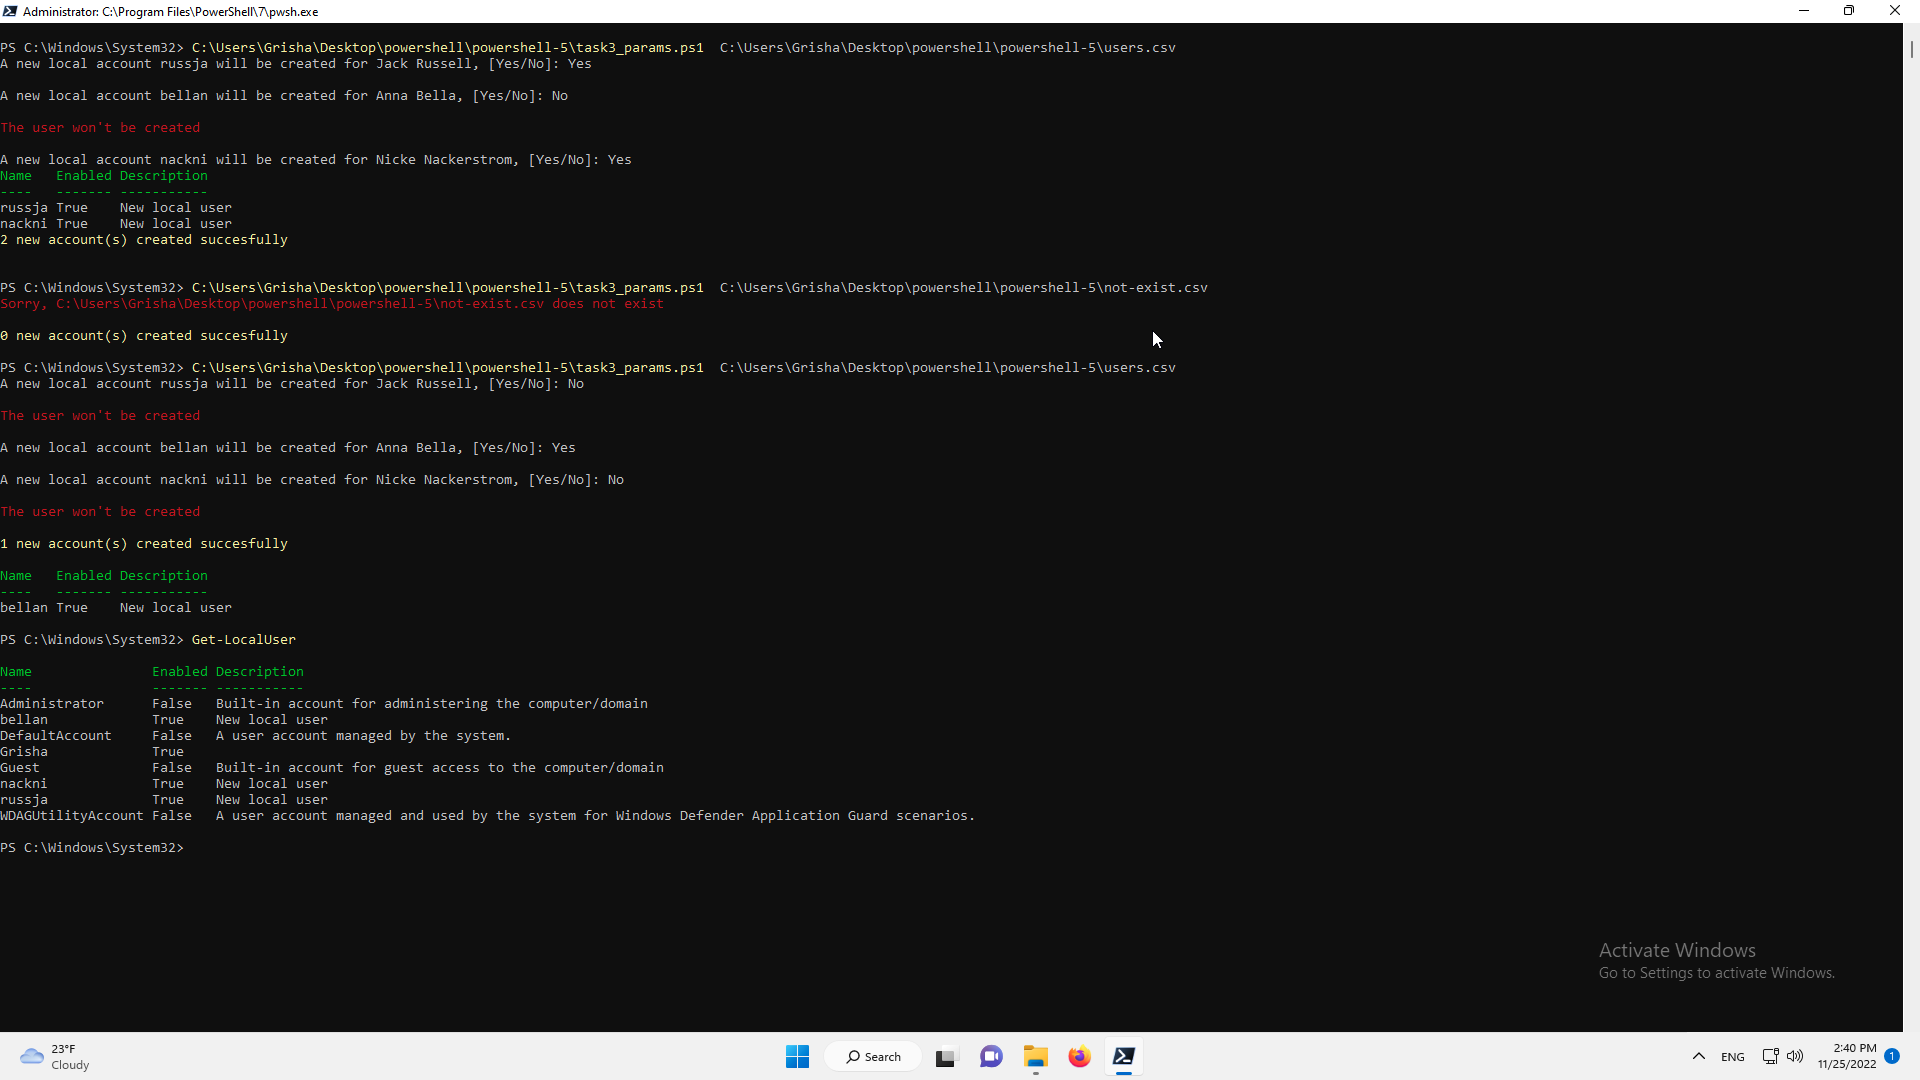 Administrator: C:\Program Files\PowerShell\7\pwsh.exe
PS C:\Windows\System32> C:\Users\Grisha\Desktop\powershell\powershell-5\task3_params.ps1  C:\Users\Grisha\Desktop\powershell\powershell-5\users.csv
A new local account russja will be created for Jack Russell, [Yes/No]: Yes
A new local account bellan will be created for Anna Bella, [Yes/No]: No
The user won't be created
A new local account nackni will be created for Nicke Nackerstrom, [Yes/No]: Yes
Name   Enabled Description
----   ------- -----------
russja True    New local user
nackni True    New local user
2 new account(s) created succesfully
PS C:\Windows\System32> C:\Users\Grisha\Desktop\powershell\powershell-5\task3_params.ps1  C:\Users\Grisha\Desktop\powershell\powershell-5\not-exist.csv
Sorry, C:\Users\Grisha\Desktop\powershell\powershell-5\not-exist.csv does not exist
0 new account(s) created succesfully
PS C:\Windows\System32> C:\Users\Grisha\Desktop\powershell\powershell-5\task3_params.ps1  C:\Users\Grisha\Desktop\powershell\powershell-5\users.csv
A new local account russja will be created for Jack Russell, [Yes/No]: No
The user won't be created
A new local account bellan will be created for Anna Bella, [Yes/No]: Yes
A new local account nackni will be created for Nicke Nackerstrom, [Yes/No]: No
The user won't be created
1 new account(s) created succesfully
Name   Enabled Description
----   ------- -----------
bellan True    New local user
PS C:\Windows\System32> Get-LocalUser
Name               Enabled Description
----               ------- -----------
Administrator      False   Built-in account for administering the computer/domain
bellan             True    New local user
DefaultAccount     False   A user account managed by the system.
Grisha             True
Guest              False   Built-in account for guest access to the computer/domain
nackni             True    New local user
russja             True    New local user
WDAGUtilityAccount False   A user account managed and used by the system for Windows Defender Application Guard scenarios.
PS C:\Windows\System32>
Activate Windows
Go to Settings to activate Windows.
23°F
Cloudy
Search
ENG
2:40 PM
11/25/2022
1